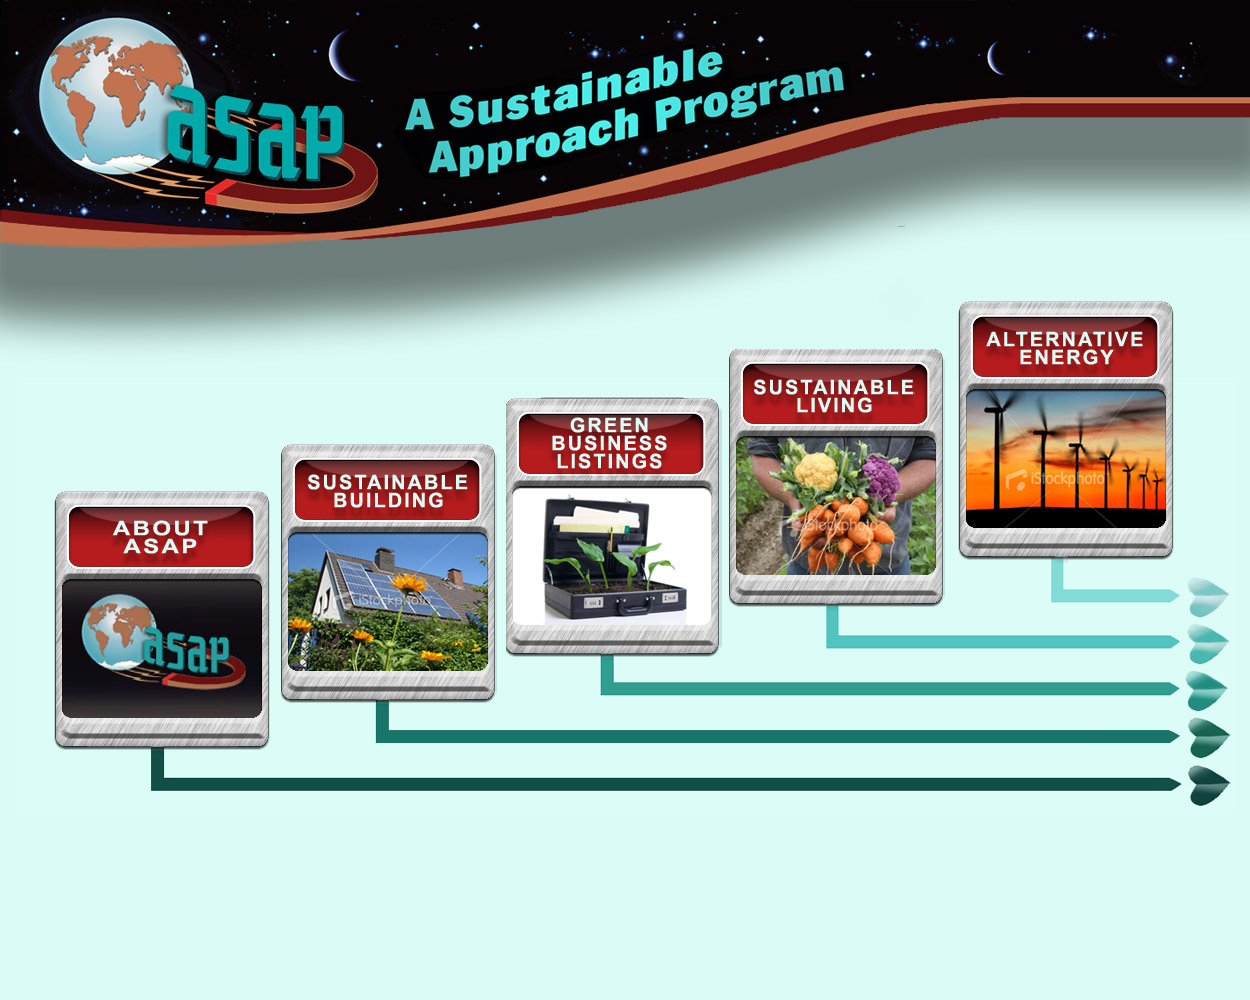 asap
A Sustainable
Approach Program
ABOUT
ASAP
asap
SUSTAINABLE
BUILDING
iStockphoto
GREEN
BUSINESS
LISTINGS
SUSTAINABLE
LIVING
iStockphoto
ALTERNATIVE
ENERGY
iStockphoto